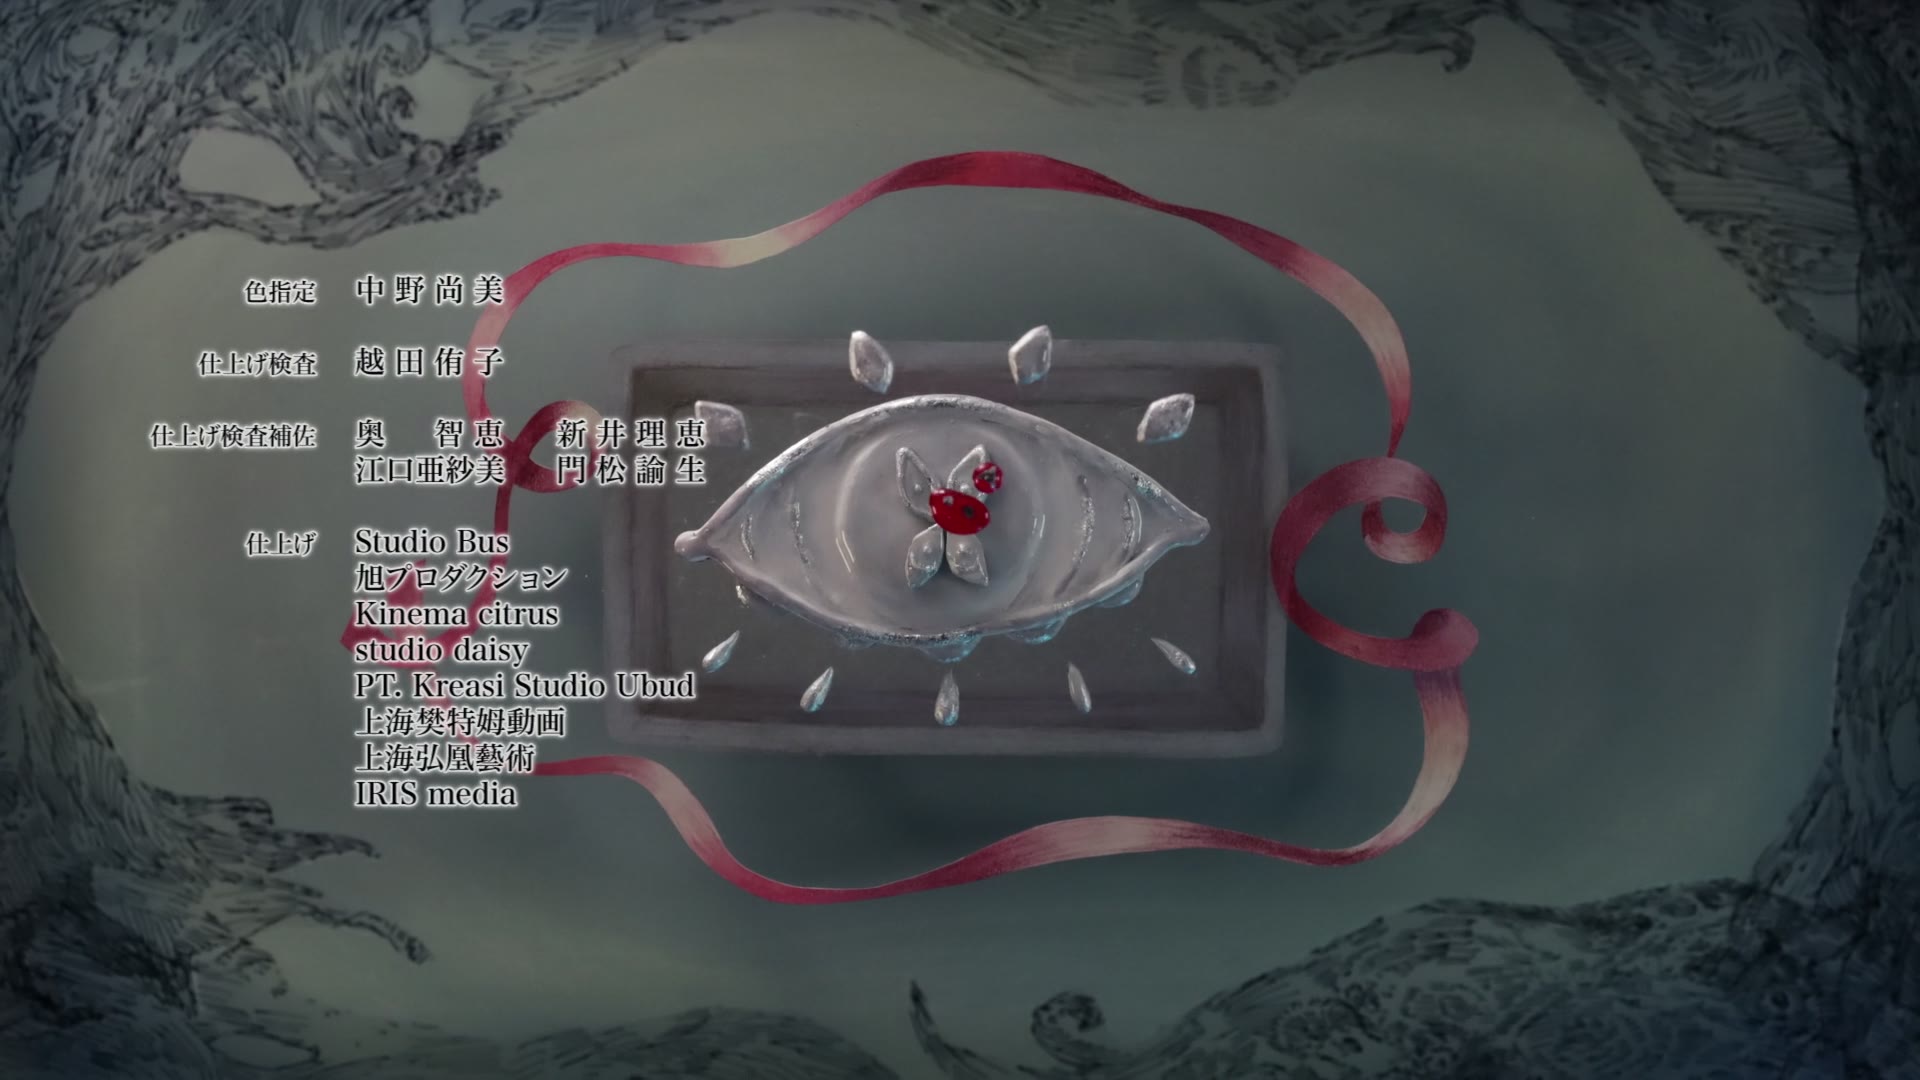 色指定 中野尚美
仕上げ検査 越田侑子
仕上げ検査補佐 奥 智恵 新井理恵
江口亜紗美 門松諭生
仕上げ Studio Bus
旭プロダクション
Kinema citrus
studio daisy
PT. Kreasi Studio Ubud
上海樊特姆動画
上海弘凰藝術
IRIS media